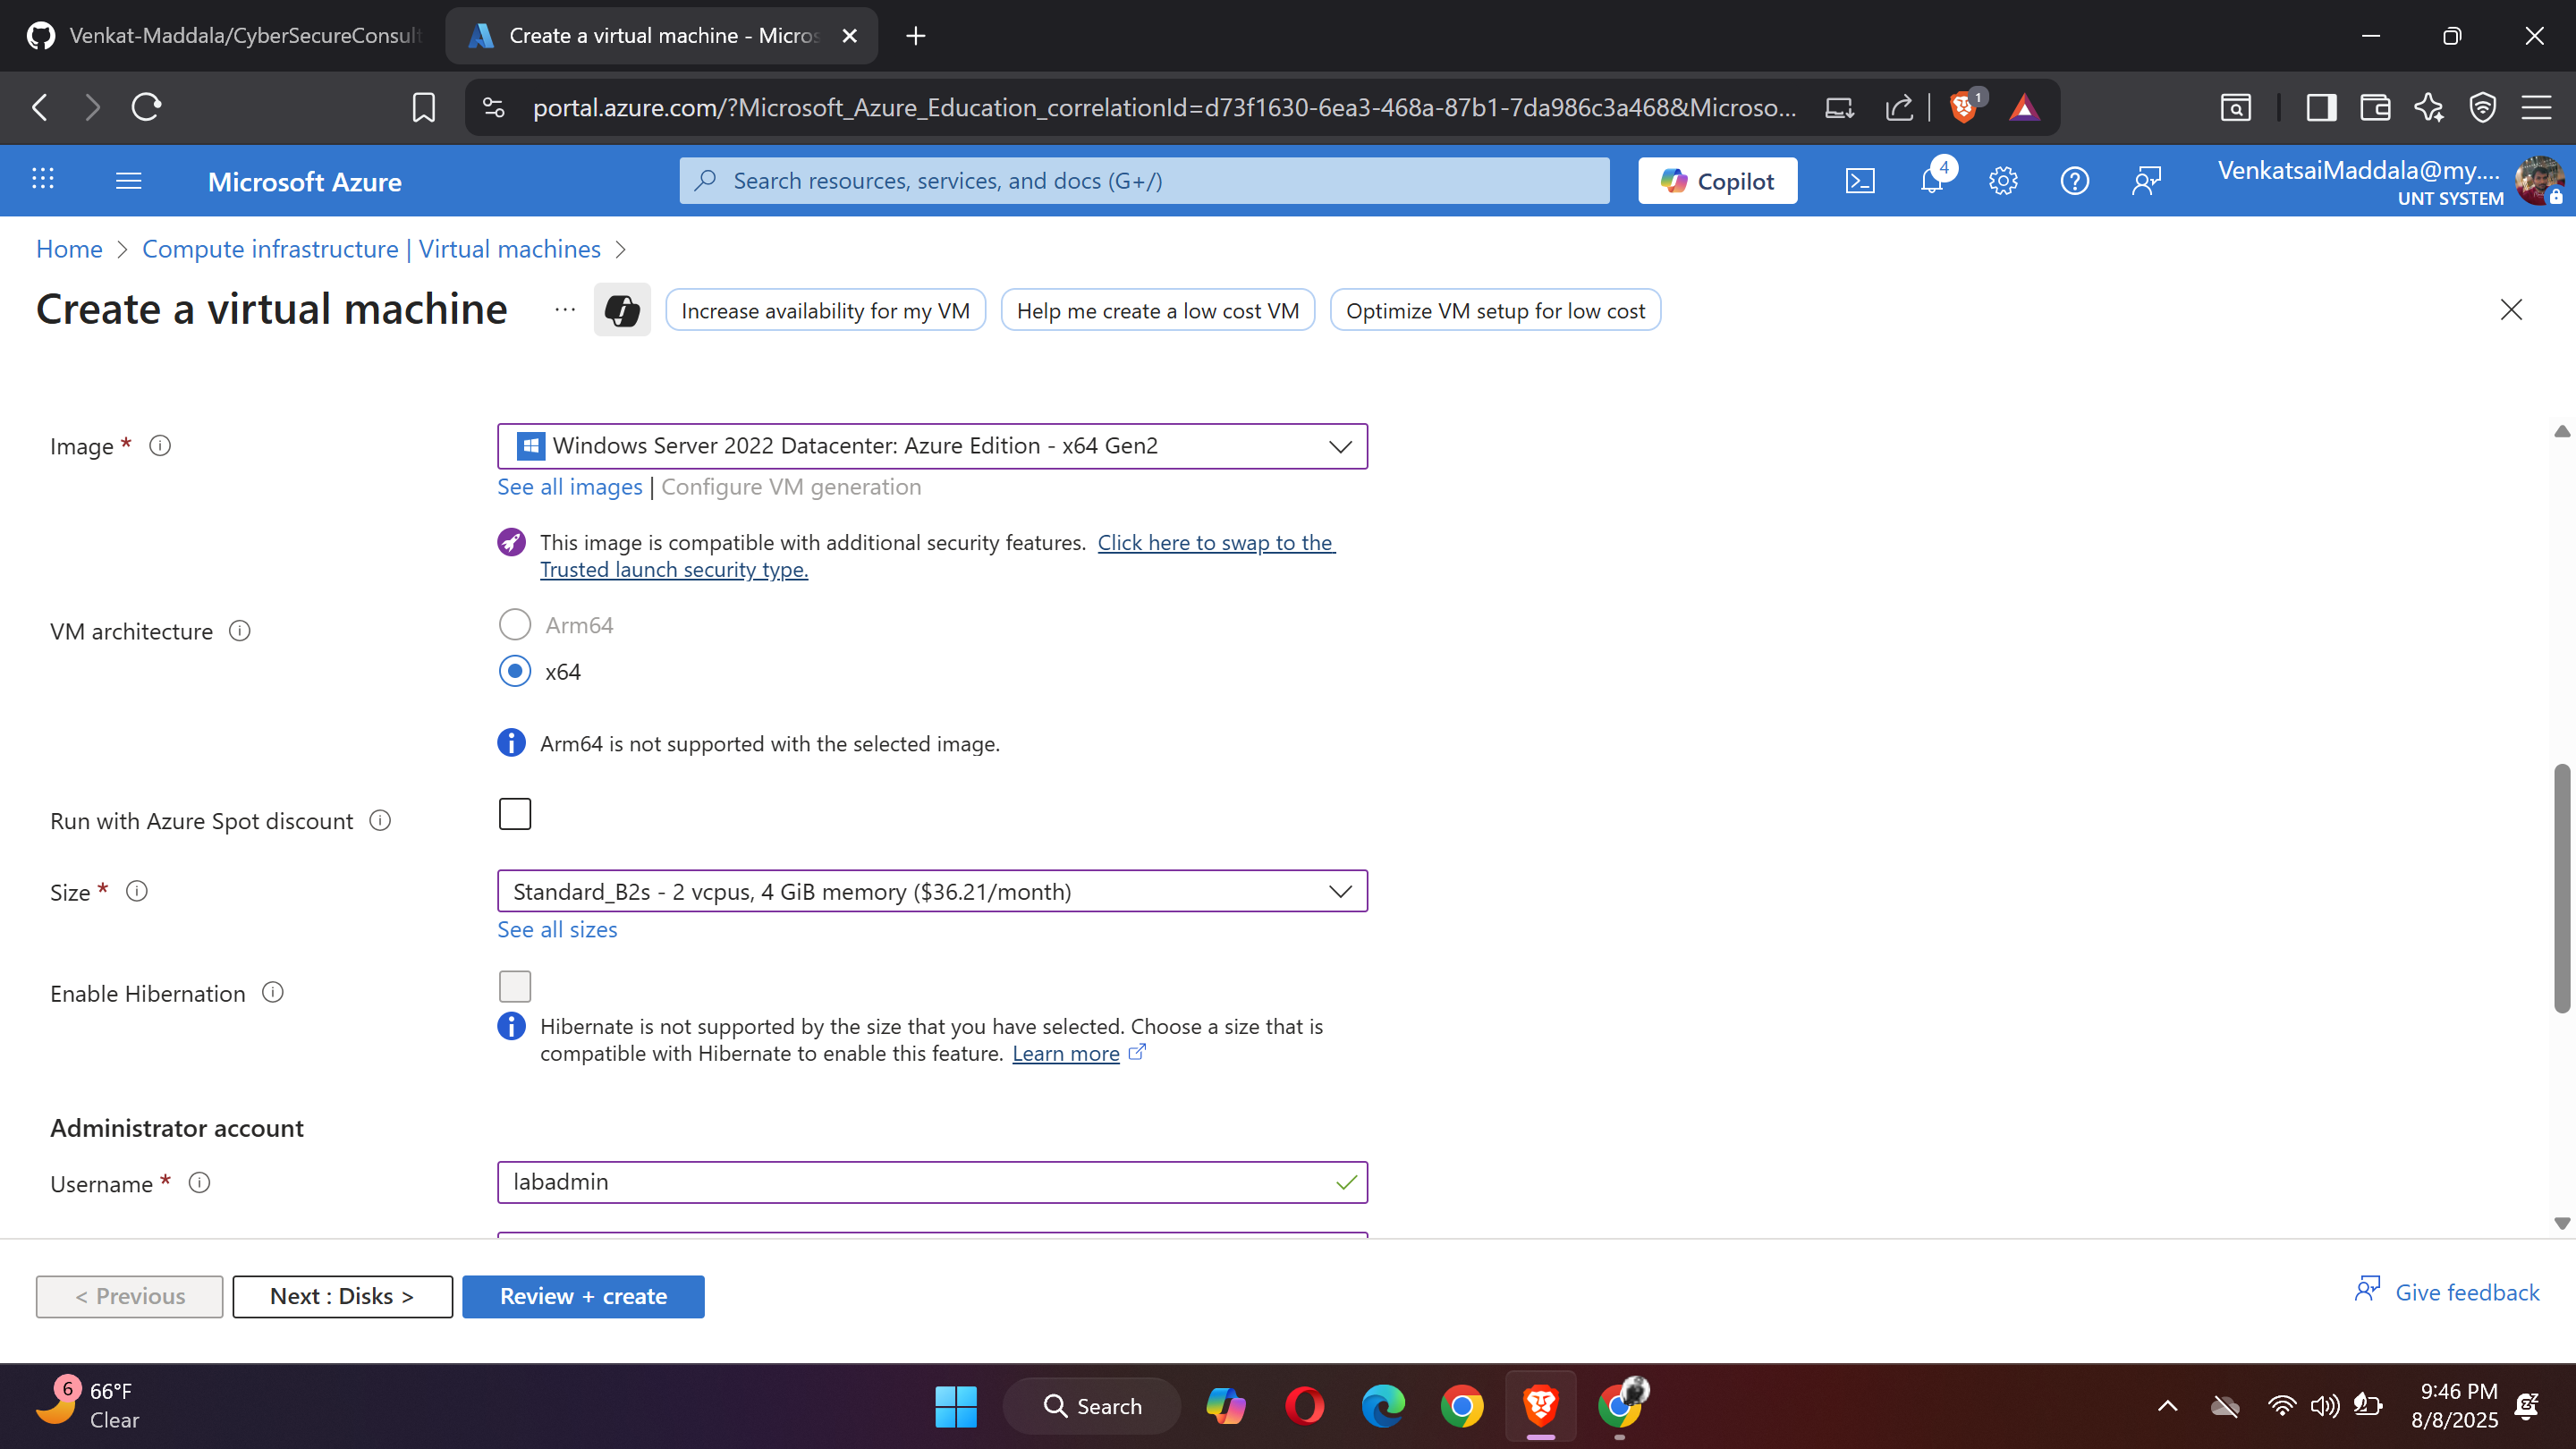 Venkat-Maddala/CyberSecureConsult
Create a virtual machine - Micros
portal.azure.com/?Microsoft_Azure_Education_correlationId=d73f1630-6ea3-468a-87b1-7da986c3a468&Microso...
1
Microsoft Azure
Search resources, services, and docs (G+/)
Copilot
4
VenkatsaiMaddala@my....
UNT SYSTEM
Home > Compute infrastructure | Virtual machines >
Create a virtual machine
...
Increase availability for my VM
Help me create a low cost VM
Optimize VM setup for low cost
Image *
Windows Server 2022 Datacenter: Azure Edition - x64 Gen2
See all images | Configure VM generation
This image is compatible with additional security features. Click here to swap to the
Trusted launch security type.
VM architecture
Arm64
x64
Arm64 is not supported with the selected image.
Run with Azure Spot discount
Size *
Standard_B2s - 2 vcpus, 4 GiB memory ($36.21/month)
See all sizes
Enable Hibernation
Hibernate is not supported by the size that you have selected. Choose a size that is
compatible with Hibernate to enable this feature. Learn more
Administrator account
Username *
labadmin
< Previous
Next : Disks >
Review + create
Give feedback
6
66°F
Clear
Search
9:46 PM
8/8/2025